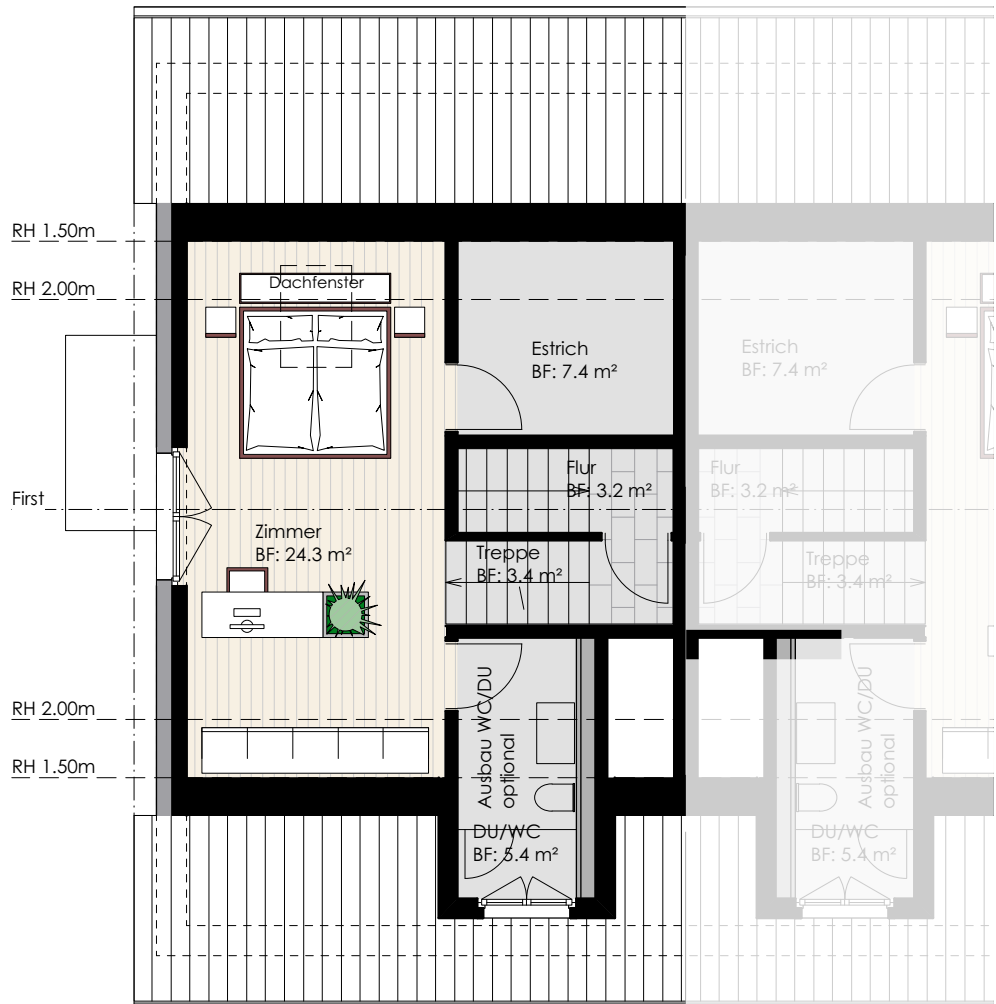 RH 1.50m
RH 2.00m
Dachfenster
Estrich
BF: 7.4 m²
Estrich
BF: 7.4 m²
First
Flur
BF: 3.2 m²
Flur
BF: 3.2 m²
Zimmer
BF: 24.3 m²
Treppe
BF: 3.4 m²
Treppe
BF: 3.4 m²
RH 2.00m
RH 1.50m
Ausbau WC/DU
optional
Ausbau WC/DU
optional
DU/WC
BF: 5.4 m²
DU/WC
BF: 5.4 m²